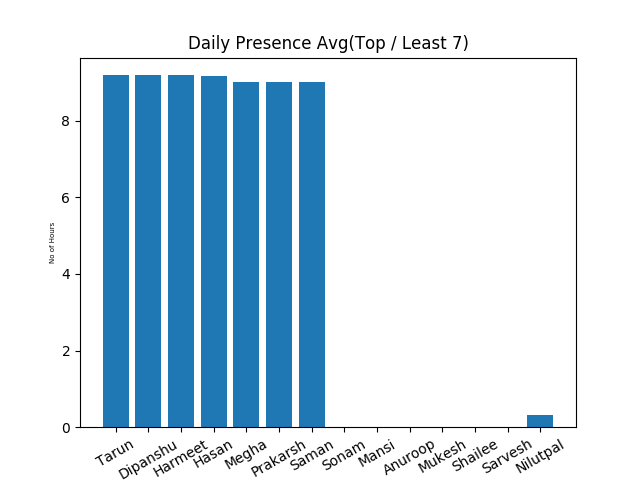 Daily Presence Avg(Top / Least 7)
No of Hours
8
6
4
2
0
Tarun
Dipanshu
Harmeet
Hasan
Megha
Prakarsh
Saman
Sonam
Mansi
Anuroop
Mukesh
Shailee
Sarvesh
Nilutpal